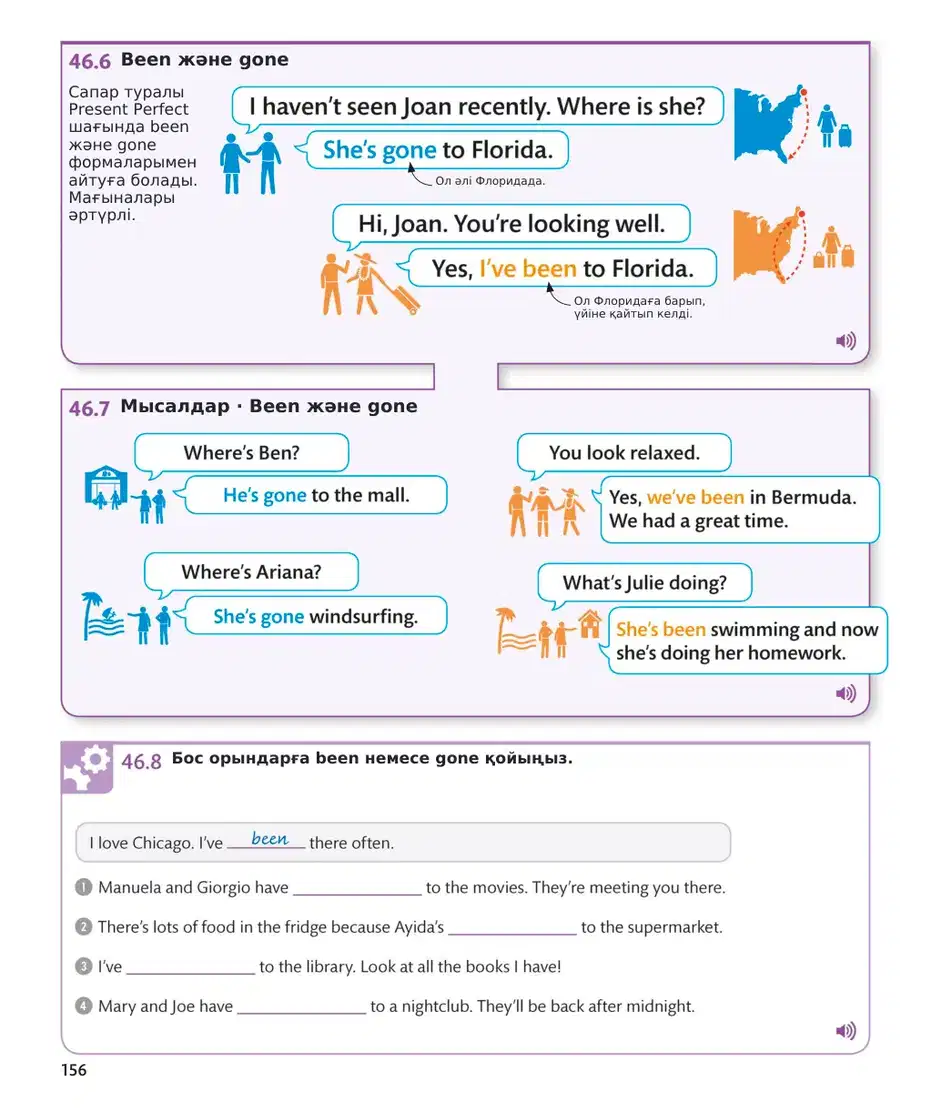 46.6 Been және gone
Сапар туралы
Present Perfect
шағында been
және gone
формаларымен
айтуға болады.
Мағыналары
әртүрлі.
I haven’t seen Joan recently. Where is she?
She’s gone to Florida.
Ол әлі Флоридада.
Hi, Joan. You’re looking well.
Yes, I’ve been to Florida.
Ол Флоридаға барып,
үйіне қайтып келді.
46.7 Мысалдар · Been және gone
Where’s Ben?
He’s gone to the mall.
You look relaxed.
Yes, we’ve been in Bermuda.
We had a great time.
Where’s Ariana?
She’s gone windsurfing.
What’s Julie doing?
She’s been swimming and now
she’s doing her homework.
46.8 Бос орындарға been немесе gone қойыңыз.
I love Chicago. I’ve been there often.
1 Manuela and Giorgio have ______________ to the movies. They’re meeting you there.
2 There’s lots of food in the fridge because Ayida’s ______________ to the supermarket.
3 I’ve ______________ to the library. Look at all the books I have!
4 Mary and Joe have ______________ to a nightclub. They’ll be back after midnight.
156